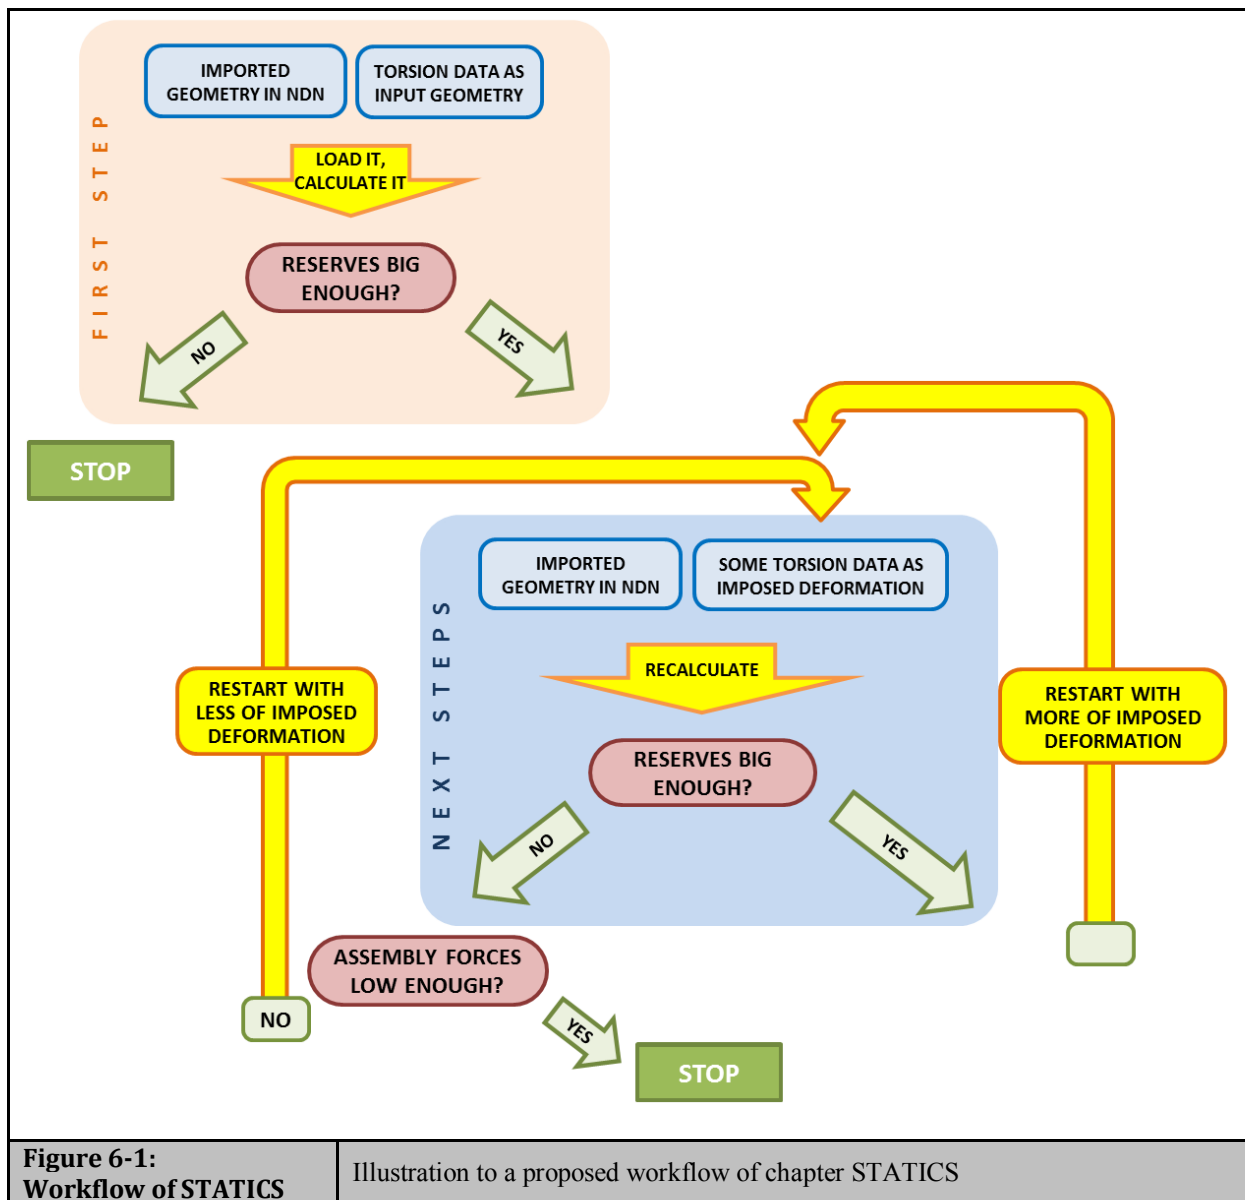 FIRST STEP
IMPORTED
GEOMETRY IN NDN
TORSION DATA AS
INPUT GEOMETRY
LOAD IT,
CALCULATE IT
RESERVES BIG
ENOUGH?
NO
YES
STOP
NEXT STEPS
IMPORTED
GEOMETRY IN NDN
SOME TORSION DATA AS
IMPOSED DEFORMATION
RECALCULATE
RESTART WITH
LESS OF IMPOSED
DEFORMATION
RESTART WITH
MORE OF IMPOSED
DEFORMATION
RESERVES BIG
ENOUGH?
NO
YES
ASSEMBLY FORCES
LOW ENOUGH?
NO
YES
STOP
Figure 6-1:
Workflow of STATICS
Illustration to a proposed workflow of chapter STATICS